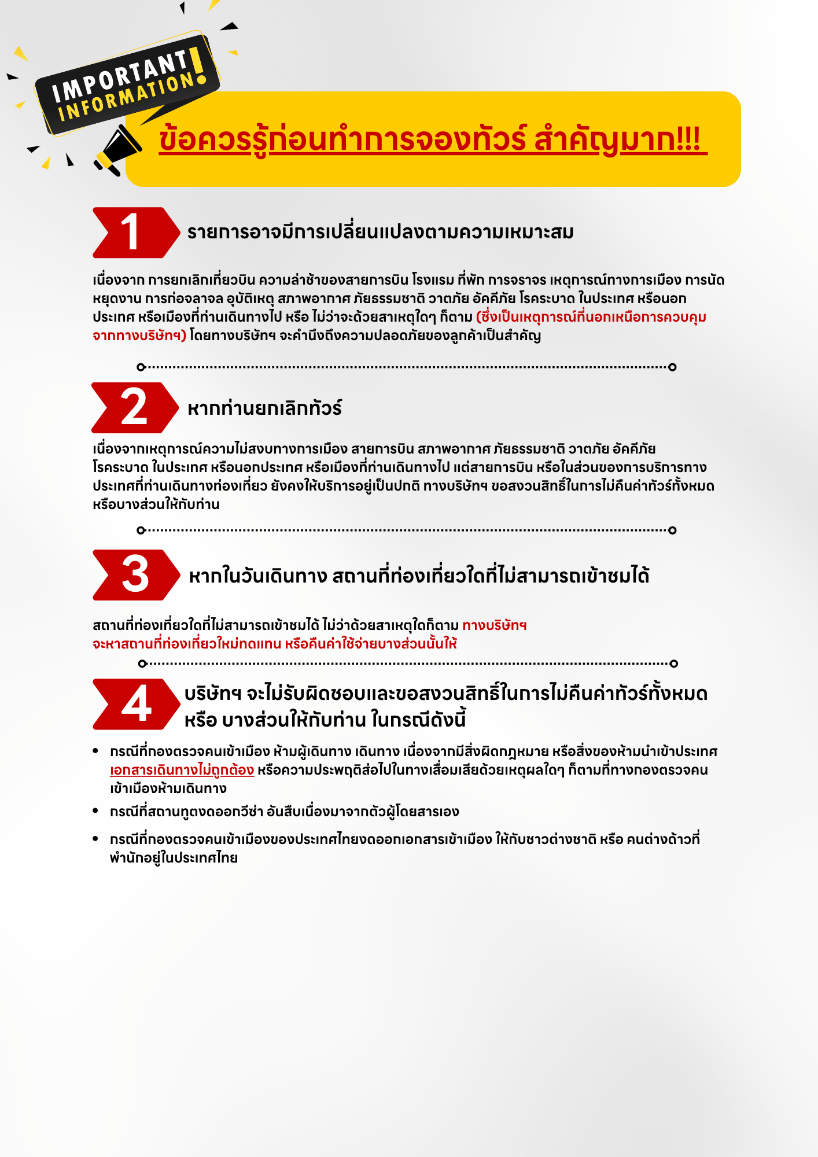 IMPORTANT!
INFORMATION
ข้อควรรู้ก่อนทำการจองทัวร์ สำคัญมาก!!!
1
รายการอาจมีการเปลี่ยนแปลงตามความเหมาะสม
เนื่องจาก การยกเลิกเที่ยวบิน ความล่าช้าของสายการบิน โรงแรม ที่พัก การจราจร เหตุการณ์ทางการเมือง การนัด
หยุดงาน การก่อจลาจล อุบัติเหตุ สภาพอากาศ ภัยธรรมชาติ วาตภัย อัคคีภัย โรคระบาด ในประเทศ หรือนอก
ประเทศ หรือเมืองที่ท่านเดินทางไป หรือ ไม่ว่าจะด้วยสาเหตุใดๆ ก็ตาม (ซึ่งเป็นเหตุการณ์ที่นอกเหนือการควบคุม
จากทางบริษัทฯ) โดยทางบริษัทฯ จะคำนึงถึงความปลอดภัยของลูกค้าเป็นสำคัญ
2
หากท่านยกเลิกทัวร์
เนื่องจากเหตุการณ์ความไม่สงบทางการเมือง สายการบิน สภาพอากาศ ภัยธรรมชาติ วาตภัย อัคคีภัย
โรคระบาด ในประเทศ หรือนอกประเทศ หรือเมืองที่ท่านเดินทางไป แต่สายการบิน หรือในส่วนของการบริการทาง
ประเทศที่ท่านเดินทางท่องเที่ยว ยังคงให้บริการอยู่เป็นปกติ ทางบริษัทฯ ขอสงวนสิทธิ์ในการไม่คืนค่าทัวร์ทั้งหมด
หรือบางส่วนให้กับท่าน
3
หากในวันเดินทาง สถานที่ท่องเที่ยวใดที่ไม่สามารถเข้าชมได้
สถานที่ท่องเที่ยวใดที่ไม่สามารถเข้าชมได้ ไม่ว่าด้วยสาเหตุใดก็ตาม ทางบริษัทฯ
จะหาสถานที่ท่องเที่ยวใหม่ทดแทน หรือคืนค่าใช้จ่ายบางส่วนนั้นให้
4
บริษัทฯ จะไม่รับผิดชอบและขอสงวนสิทธิ์ในการไม่คืนค่าทัวร์ทั้งหมด
หรือ บางส่วนให้กับท่าน ในกรณีดังนี้
• กรณีที่กองตรวจคนเข้าเมือง ห้ามผู้เดินทาง เดินทาง เนื่องจากมีสิ่งผิดกฎหมาย หรือสิ่งของห้ามนำเข้าประเทศ
เอกสารเดินทางไม่ถูกต้อง หรือความประพฤติส่อไปในทางเสื่อมเสียด้วยเหตุผลใดๆ ก็ตามที่ทางกองตรวจคน
เข้าเมืองห้ามเดินทาง
• กรณีที่สถานทูตงดออกวีซ่า อันสืบเนื่องมาจากตัวผู้โดยสารเอง
• กรณีที่กองตรวจคนเข้าเมืองของประเทศไทยงดออกเอกสารเข้าเมือง ให้กับชาวต่างชาติ หรือ คนต่างด้าวที่
พำนักอยู่ในประเทศไทย